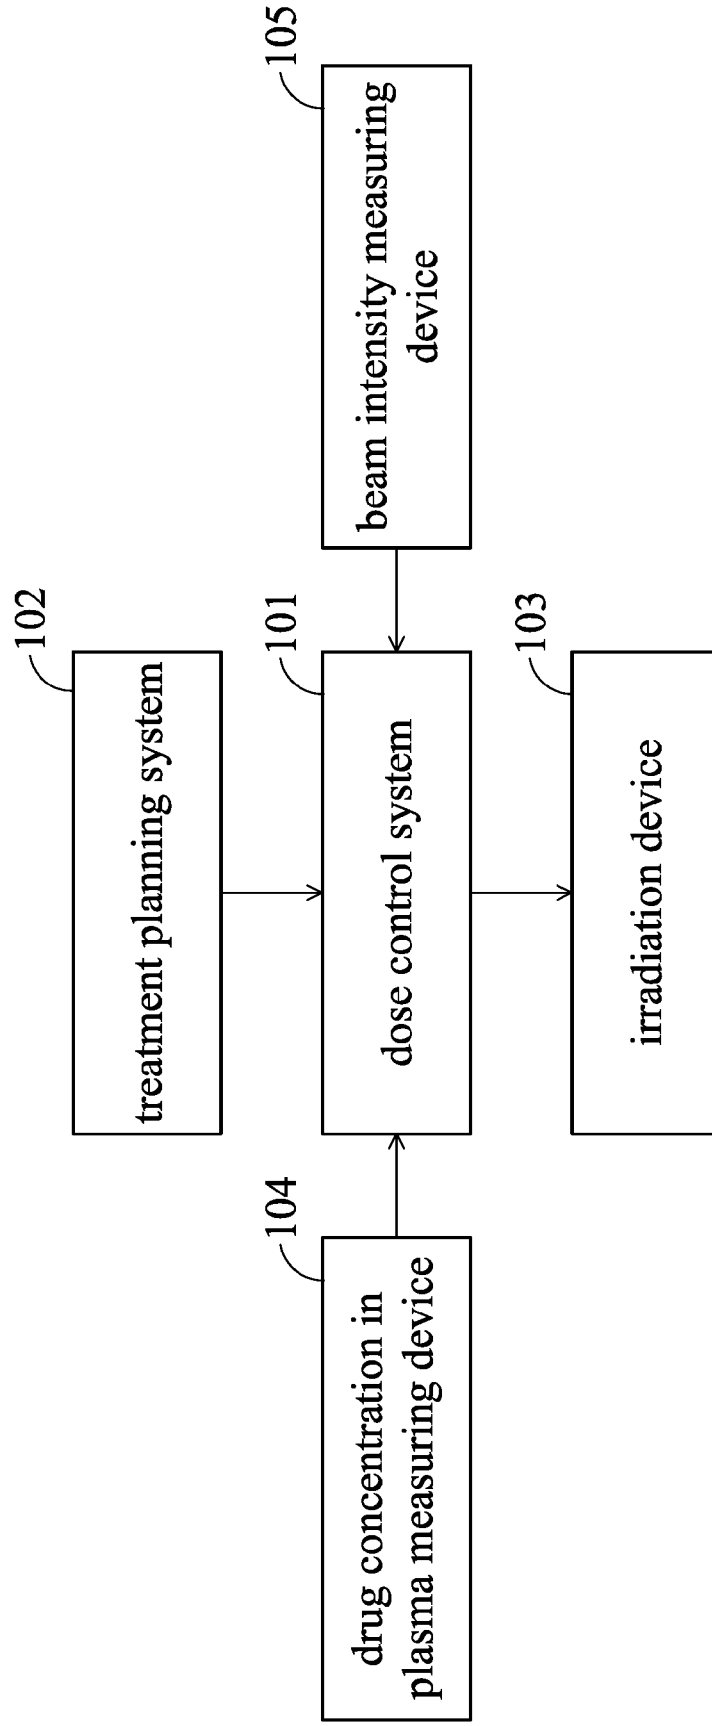 102
treatment planning system
104
drug concentration in
plasma measuring device
101
dose control system
105
beam intensity measuring
device
103
irradiation device